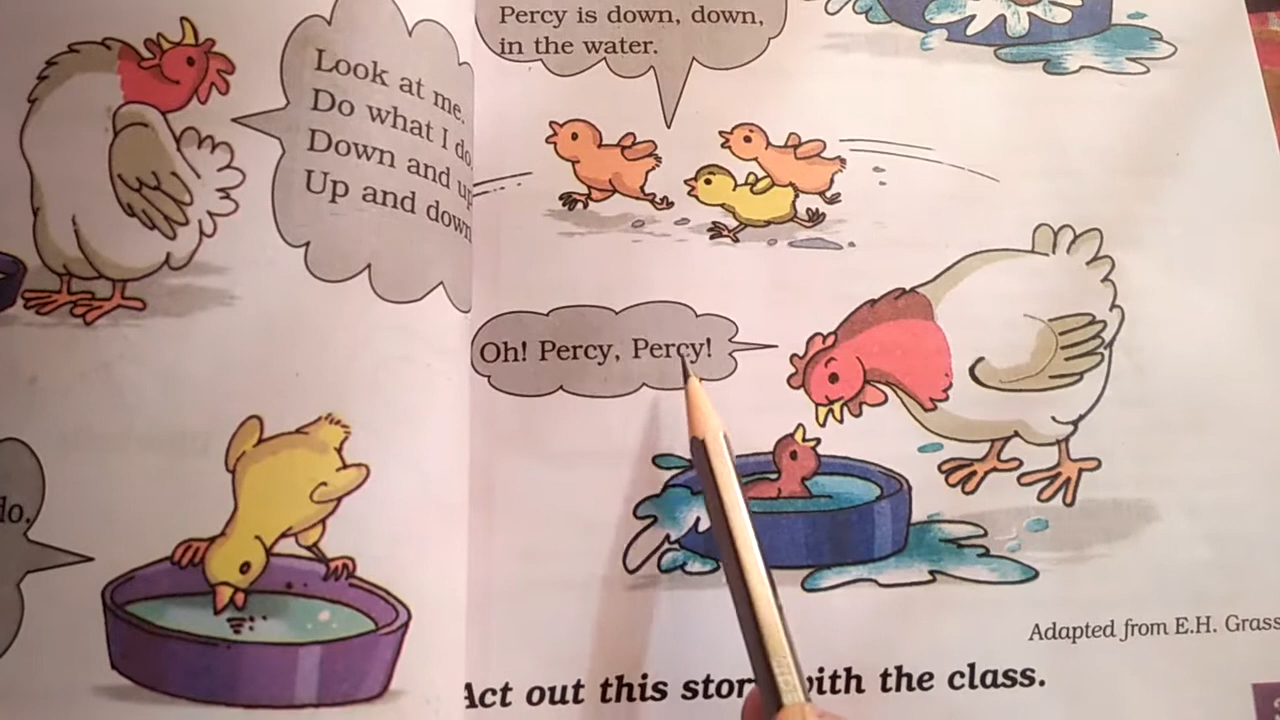 Look at me.
Do what I do
Down and up
Up and down
do.
Percy is down, down,
in the water.
Oh! Percy, Percy!
Adapted from E.H. Grass
Act out this story with the class.